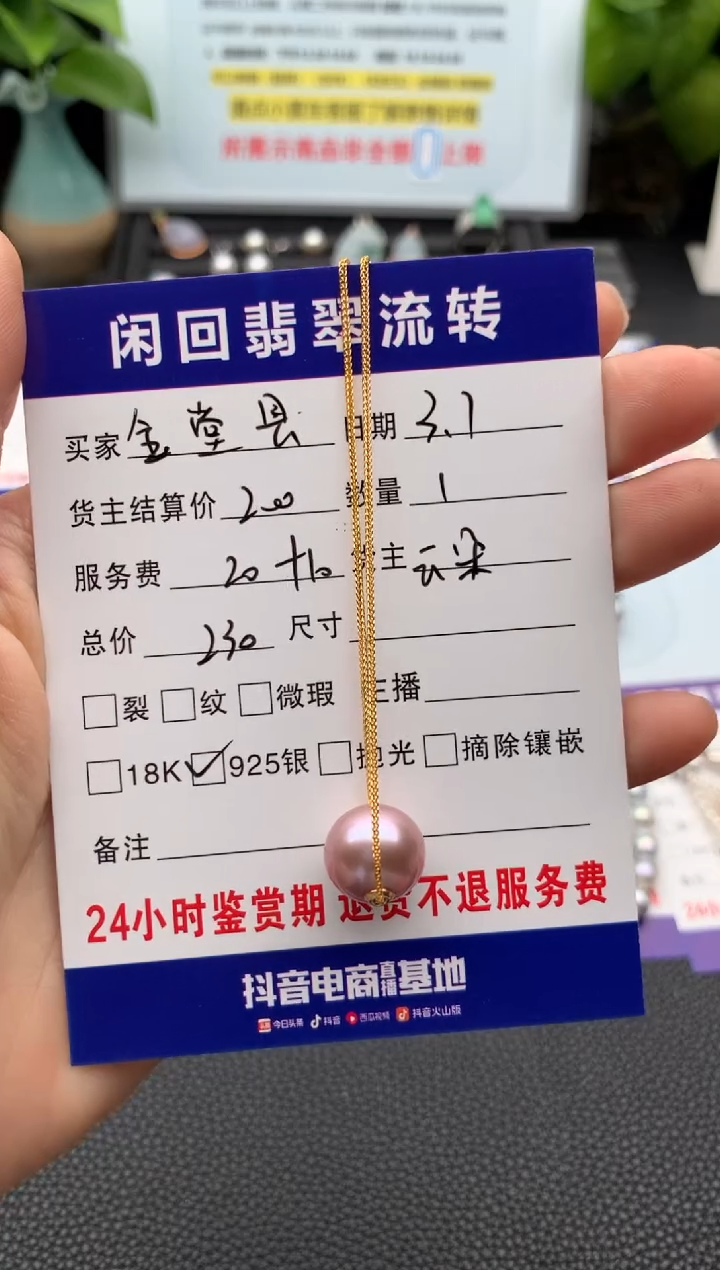 闲回翡翠流转
买家 金堂县 日期 3.1
货主结算价 200 数量 1
服务费 20+10 货主 云朵
总价 230 尺寸
□裂 □纹 □微瑕 主播
□18K ☑925银 □抛光 □摘除镶嵌
备注
24小时鉴赏期 退货不退服务费
抖音电商直播基地
今日头条 抖音 西瓜视频 抖音火山版